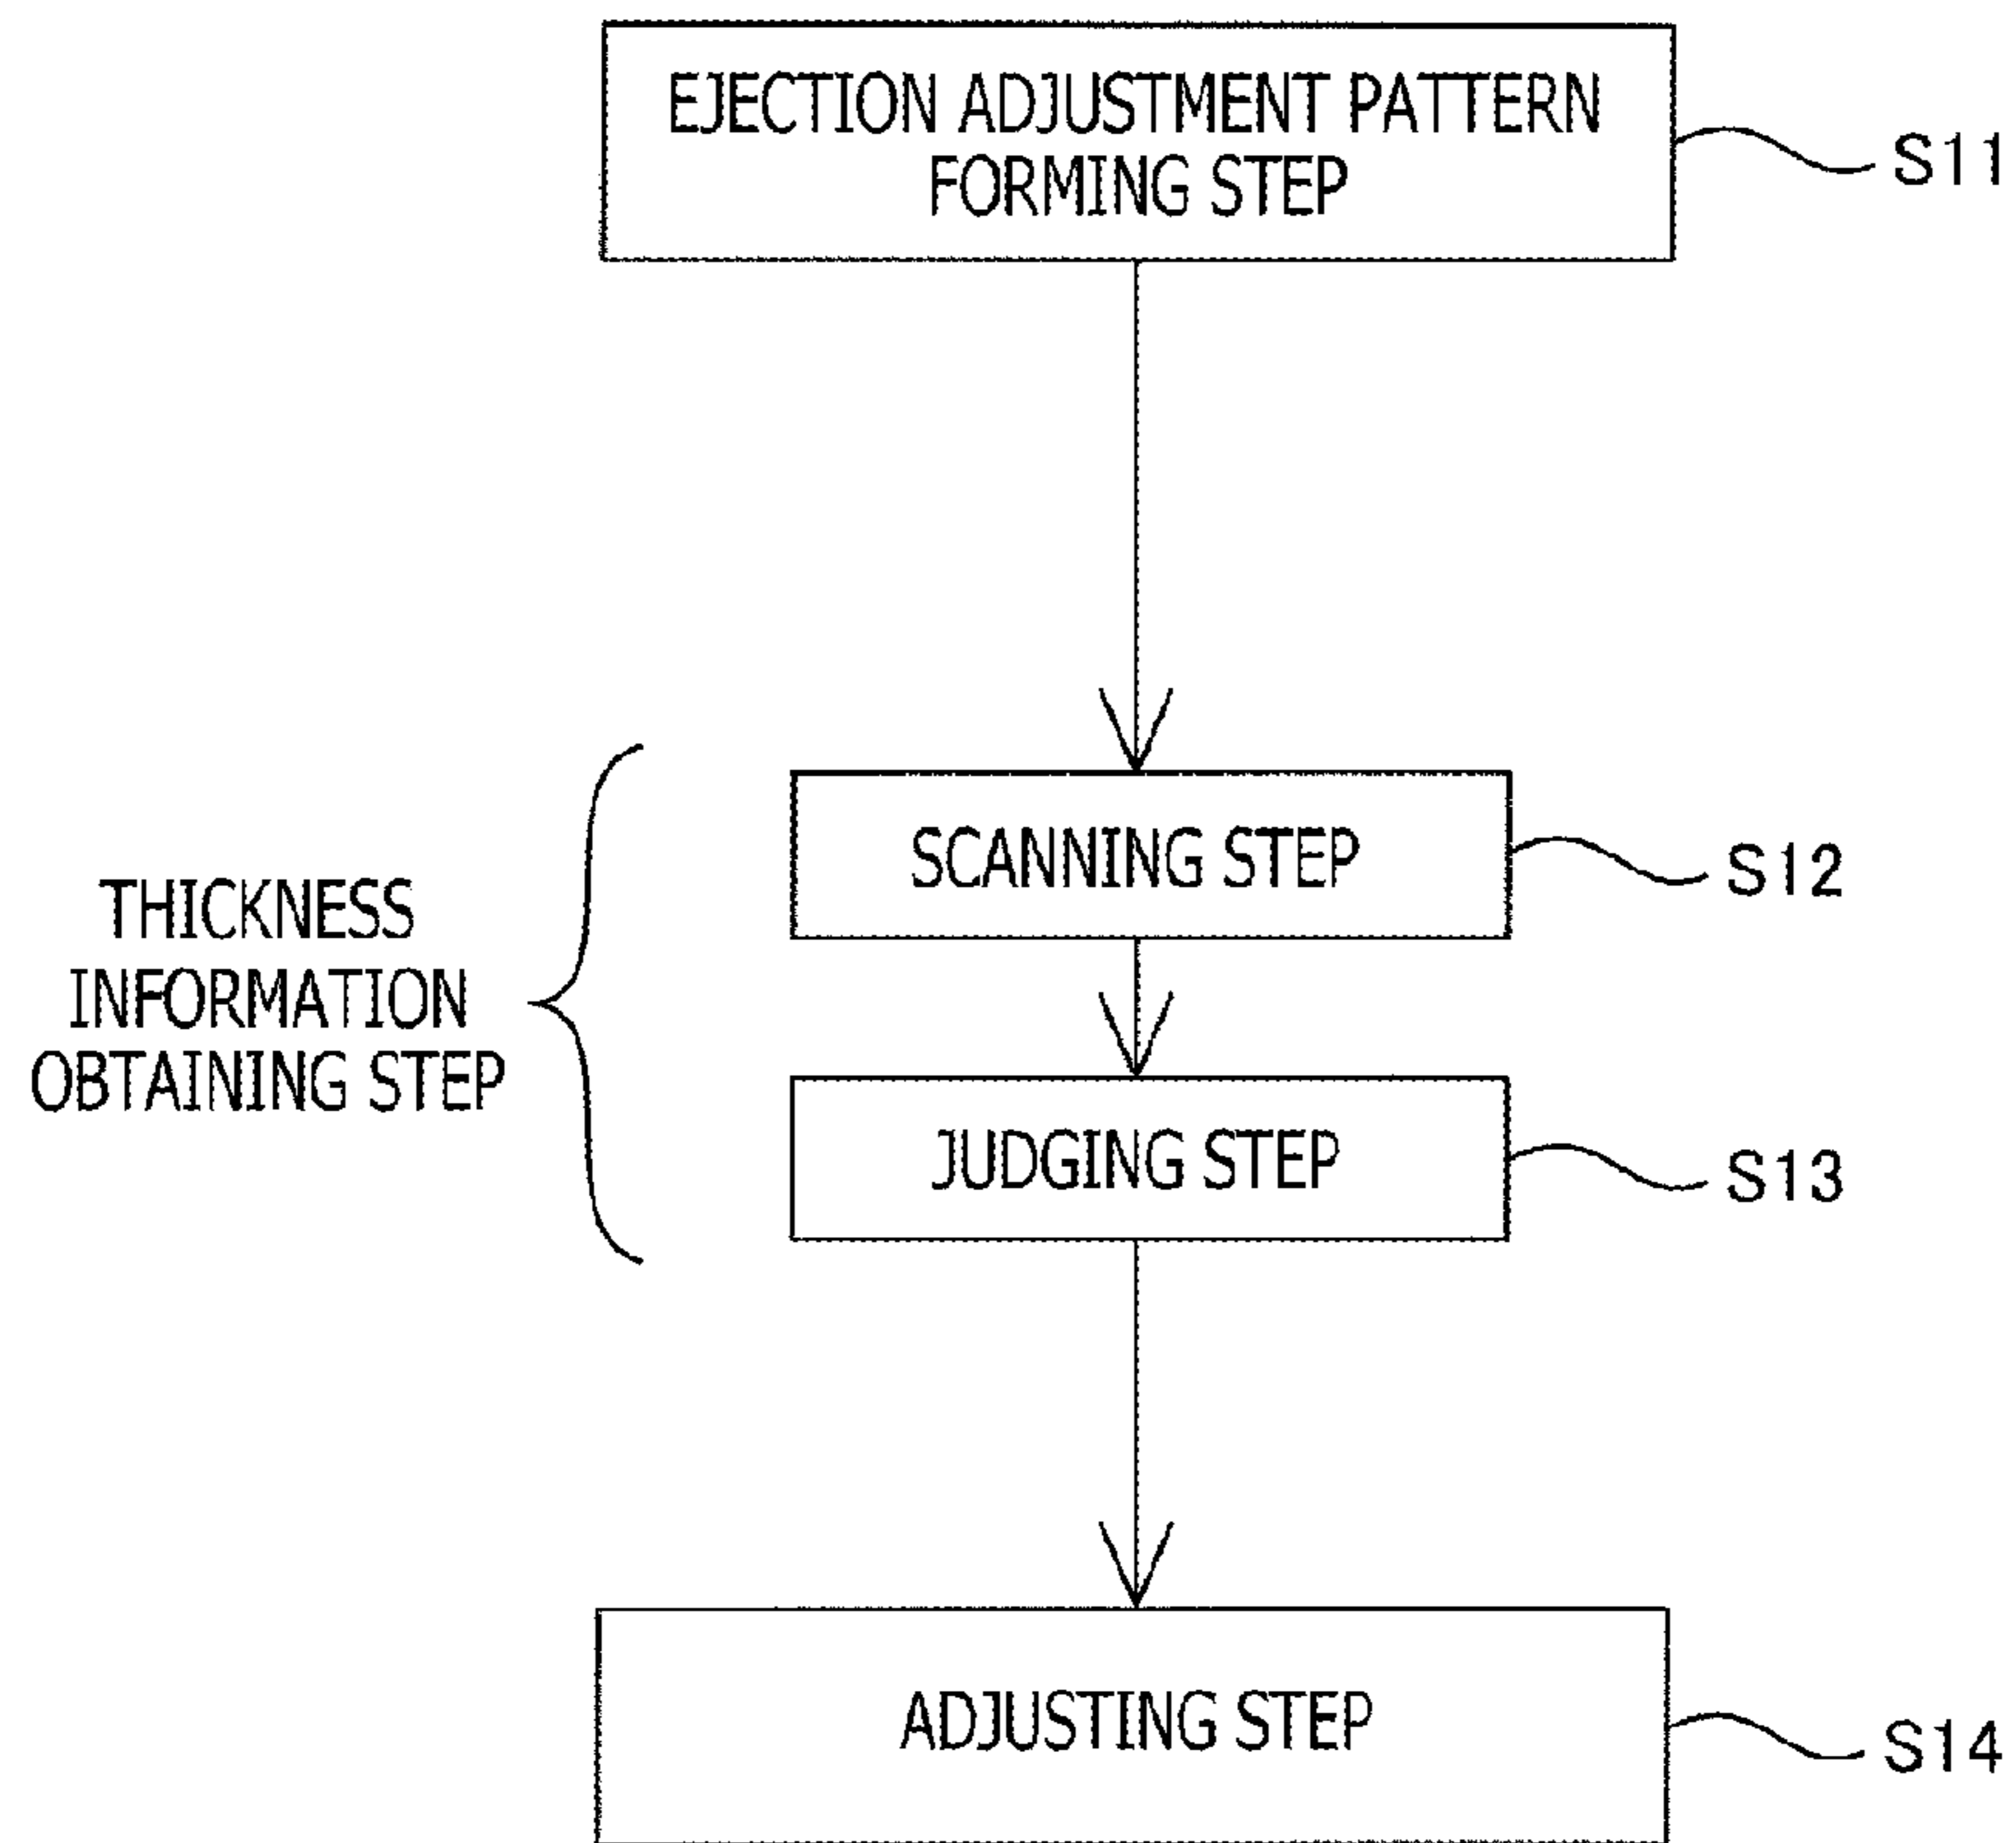 EJECTION ADJUSTMENT PATTERN
FORMING STEP
S11
SCANNING STEP
S12
THICKNESS
INFORMATION
OBTAINING STEP
JUDGING STEP
S13
ADJUSTING STEP
S14